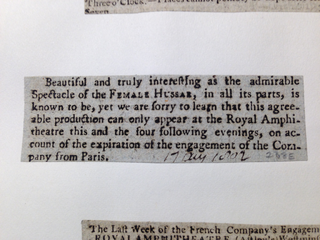 Three o'Clock.
Beautiful and truly interesting as the admirable
Spectacle of the FEMALE HUSSAR, in all its parts, is
known to be, yet we are sorry to learn that this agree-
able production can only appear at the Royal Amphi-
theatre this and the four following evenings, on ac-
count of the expiration of the engagement of the Com-
pany from Paris.
The Last Week of the French Company's Engagem
ROYAL AMPHITHEATRE